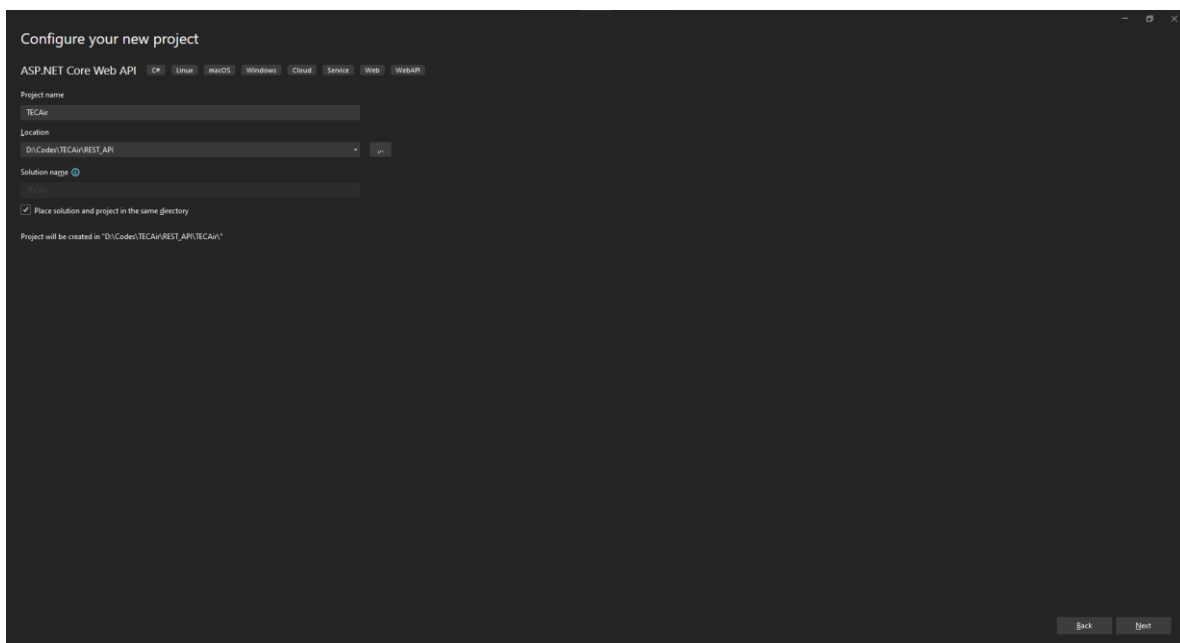 Configure your new project
ASP.NET Core Web API C# Linux macOS Windows Cloud Service Web WebAPI
Project name
TECAir
Location
D:\Codes\TECAir\REST_API
...
Solution name
TECAir
Place solution and project in the same directory
Project will be created in "D:\Codes\TECAir\REST_API\TECAir\"
Back Next